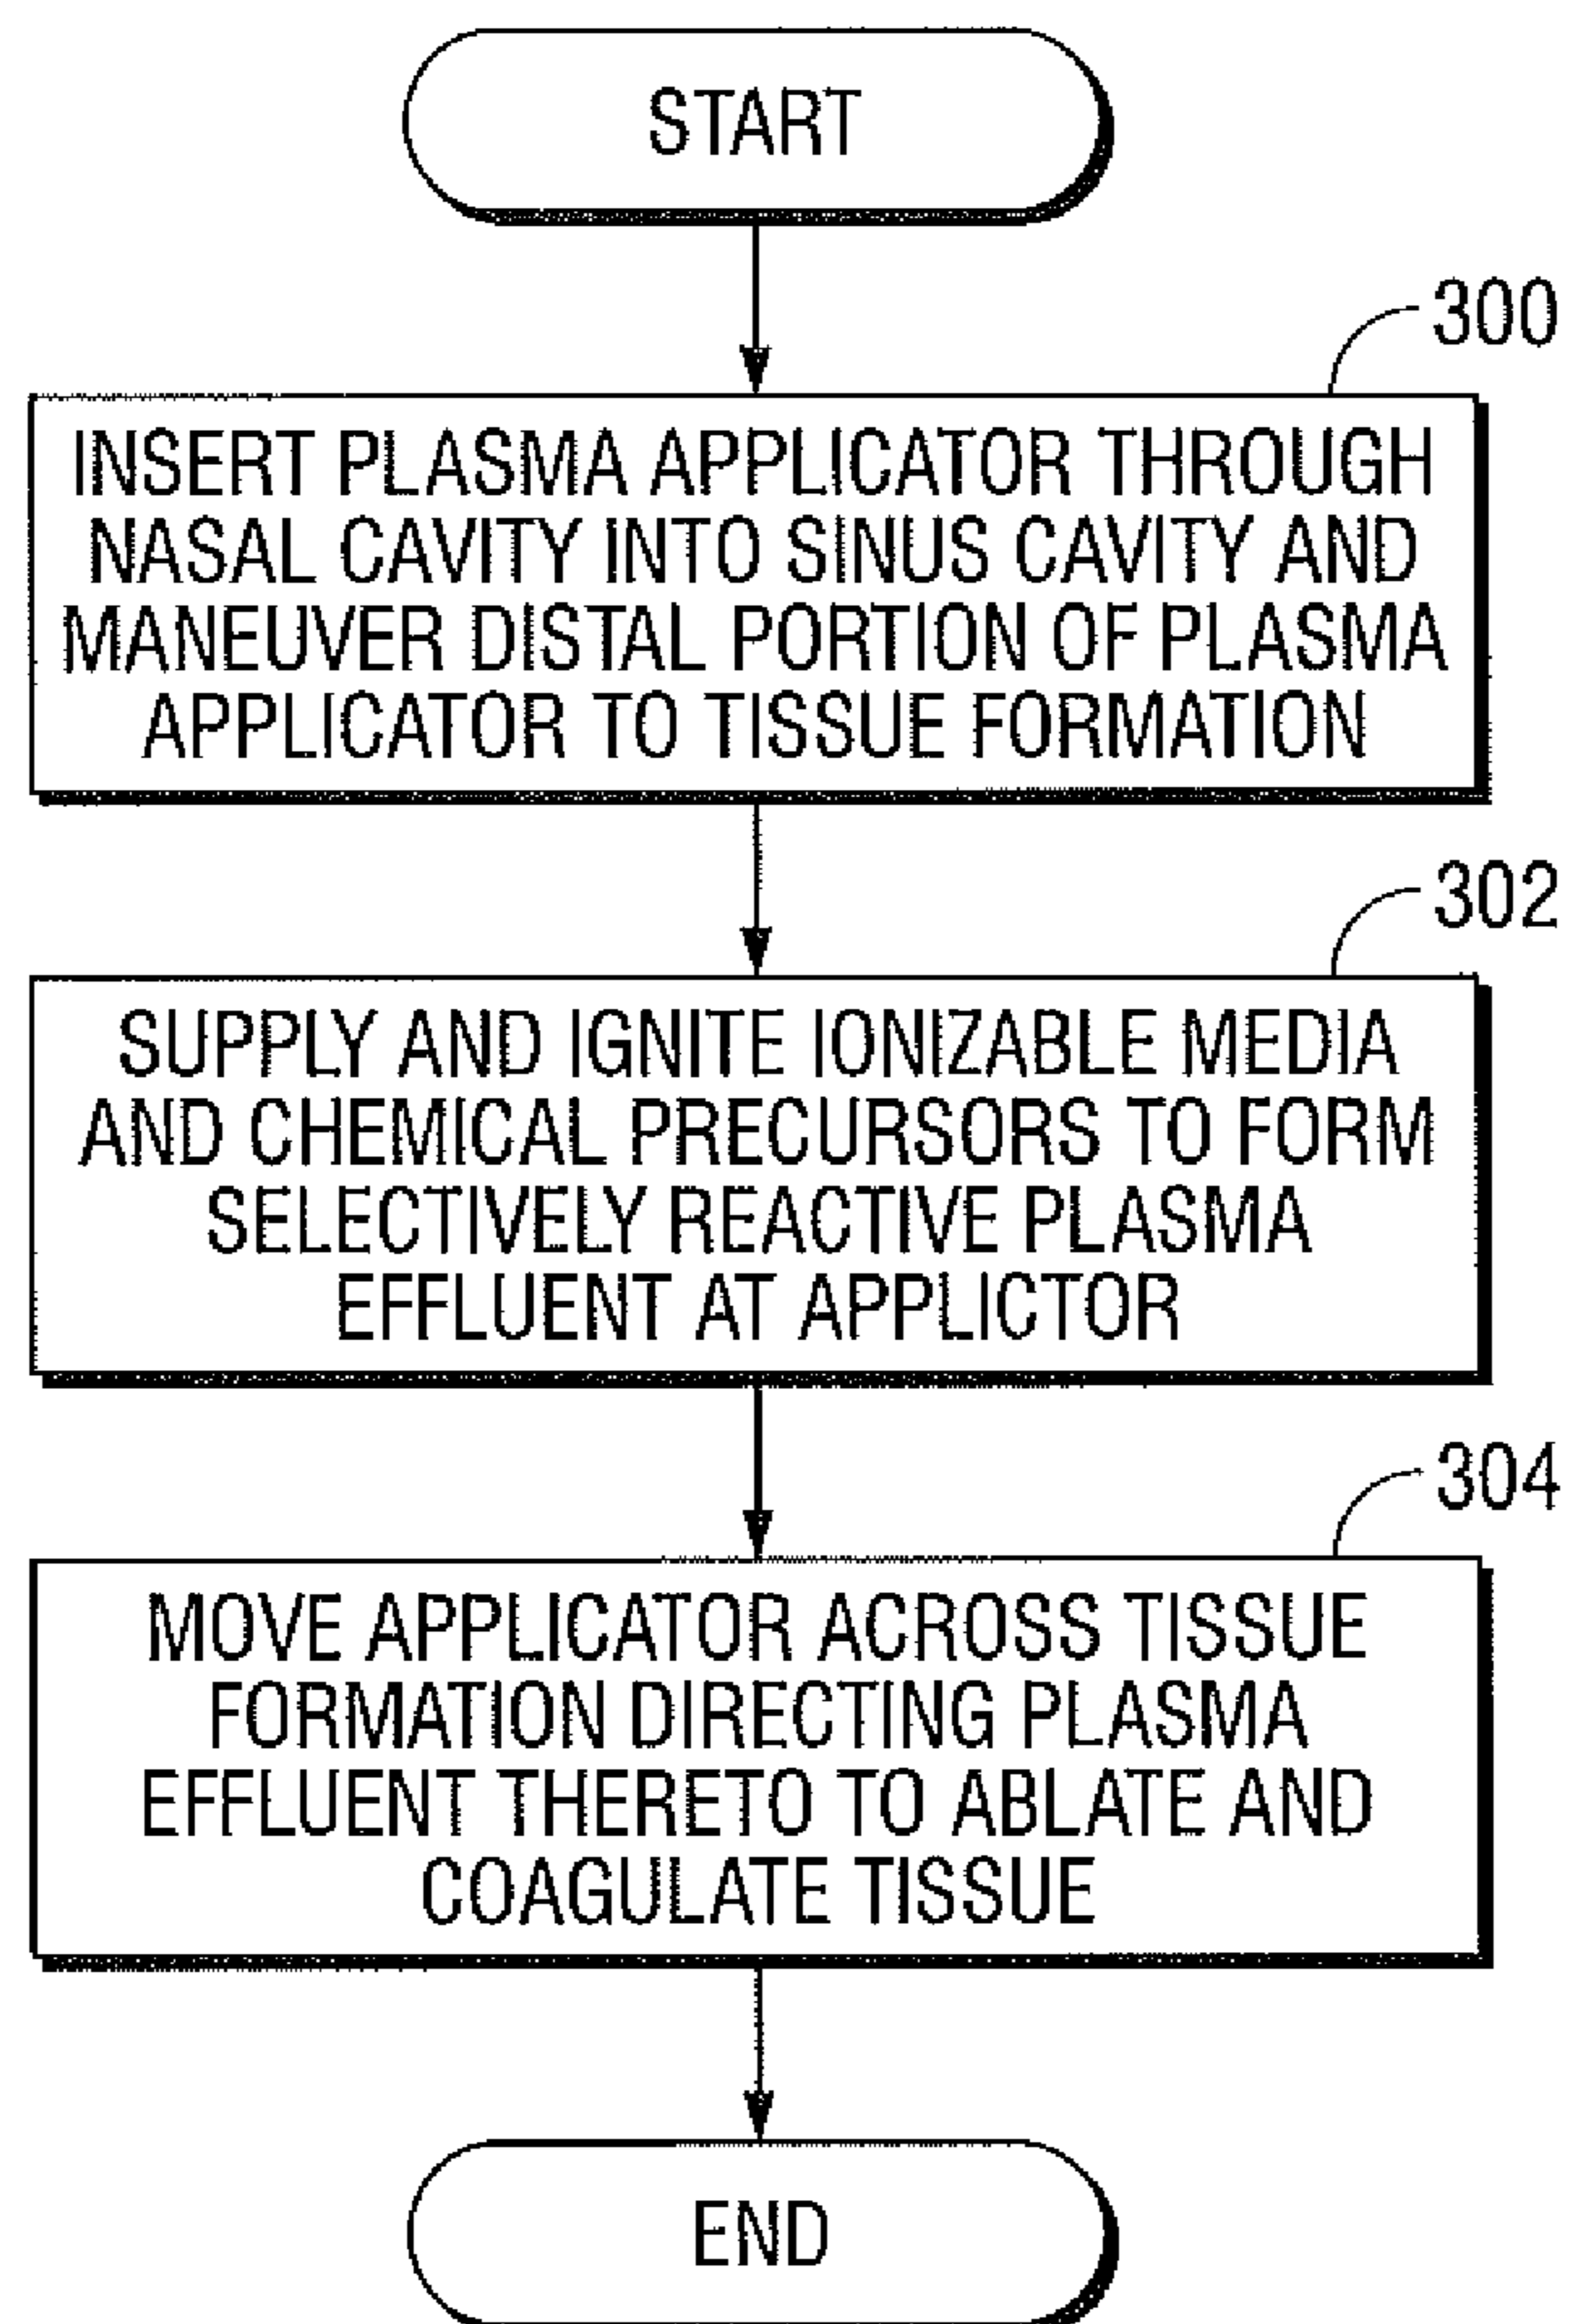 START
300
INSERT PLASMA APPLICATOR THROUGH
NASAL CAVITY INTO SINUS CAVITY AND
MANEUVER DISTAL PORTION OF PLASMA
APPLICATOR TO TISSUE FORMATION
302
SUPPLY AND IGNITE IONIZABLE MEDIA
AND CHEMICAL PRECURSORS TO FORM
SELECTIVELY REACTIVE PLASMA
EFFLUENT AT APPLICTOR
304
MOVE APPLICATOR ACROSS TISSUE
FORMATION DIRECTING PLASMA
EFFLUENT THERETO TO ABLATE AND
COAGULATE TISSUE
END